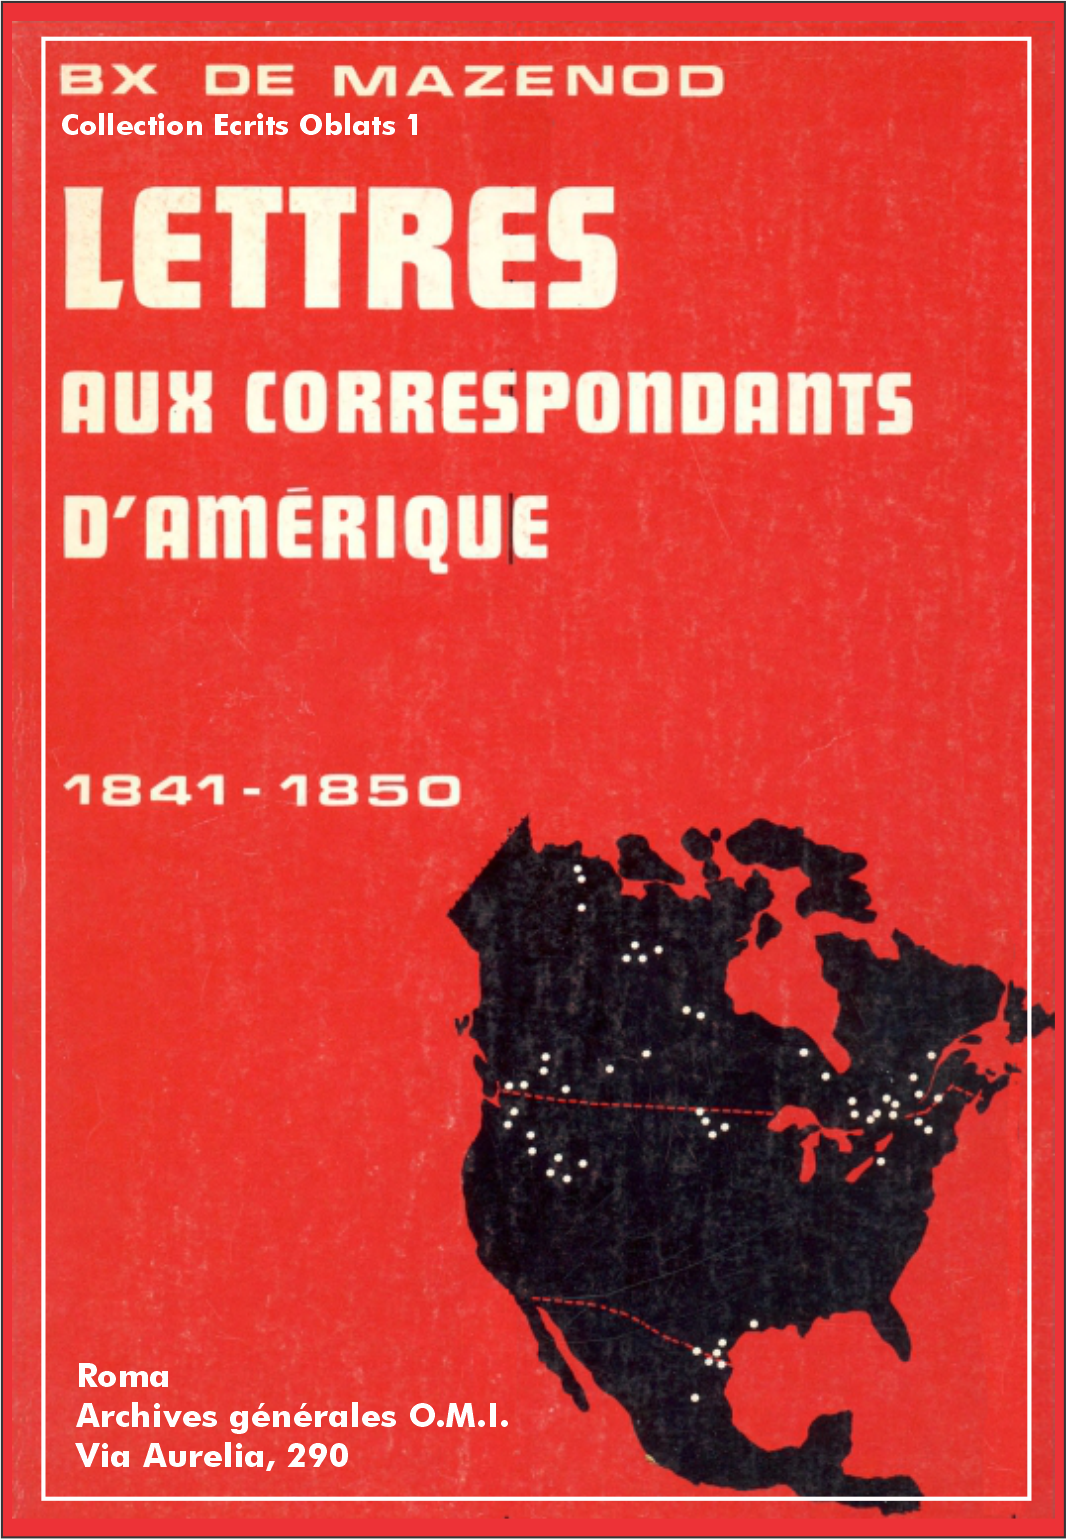 BX DE MAZENOD
Collection Ecrits Oblats 1
LETTRES
AUX CORRESPONDANTS
D'AMÉRIQUE
1841-1850
Roma
Archives générales O.M.I.
Via Aurelia, 290